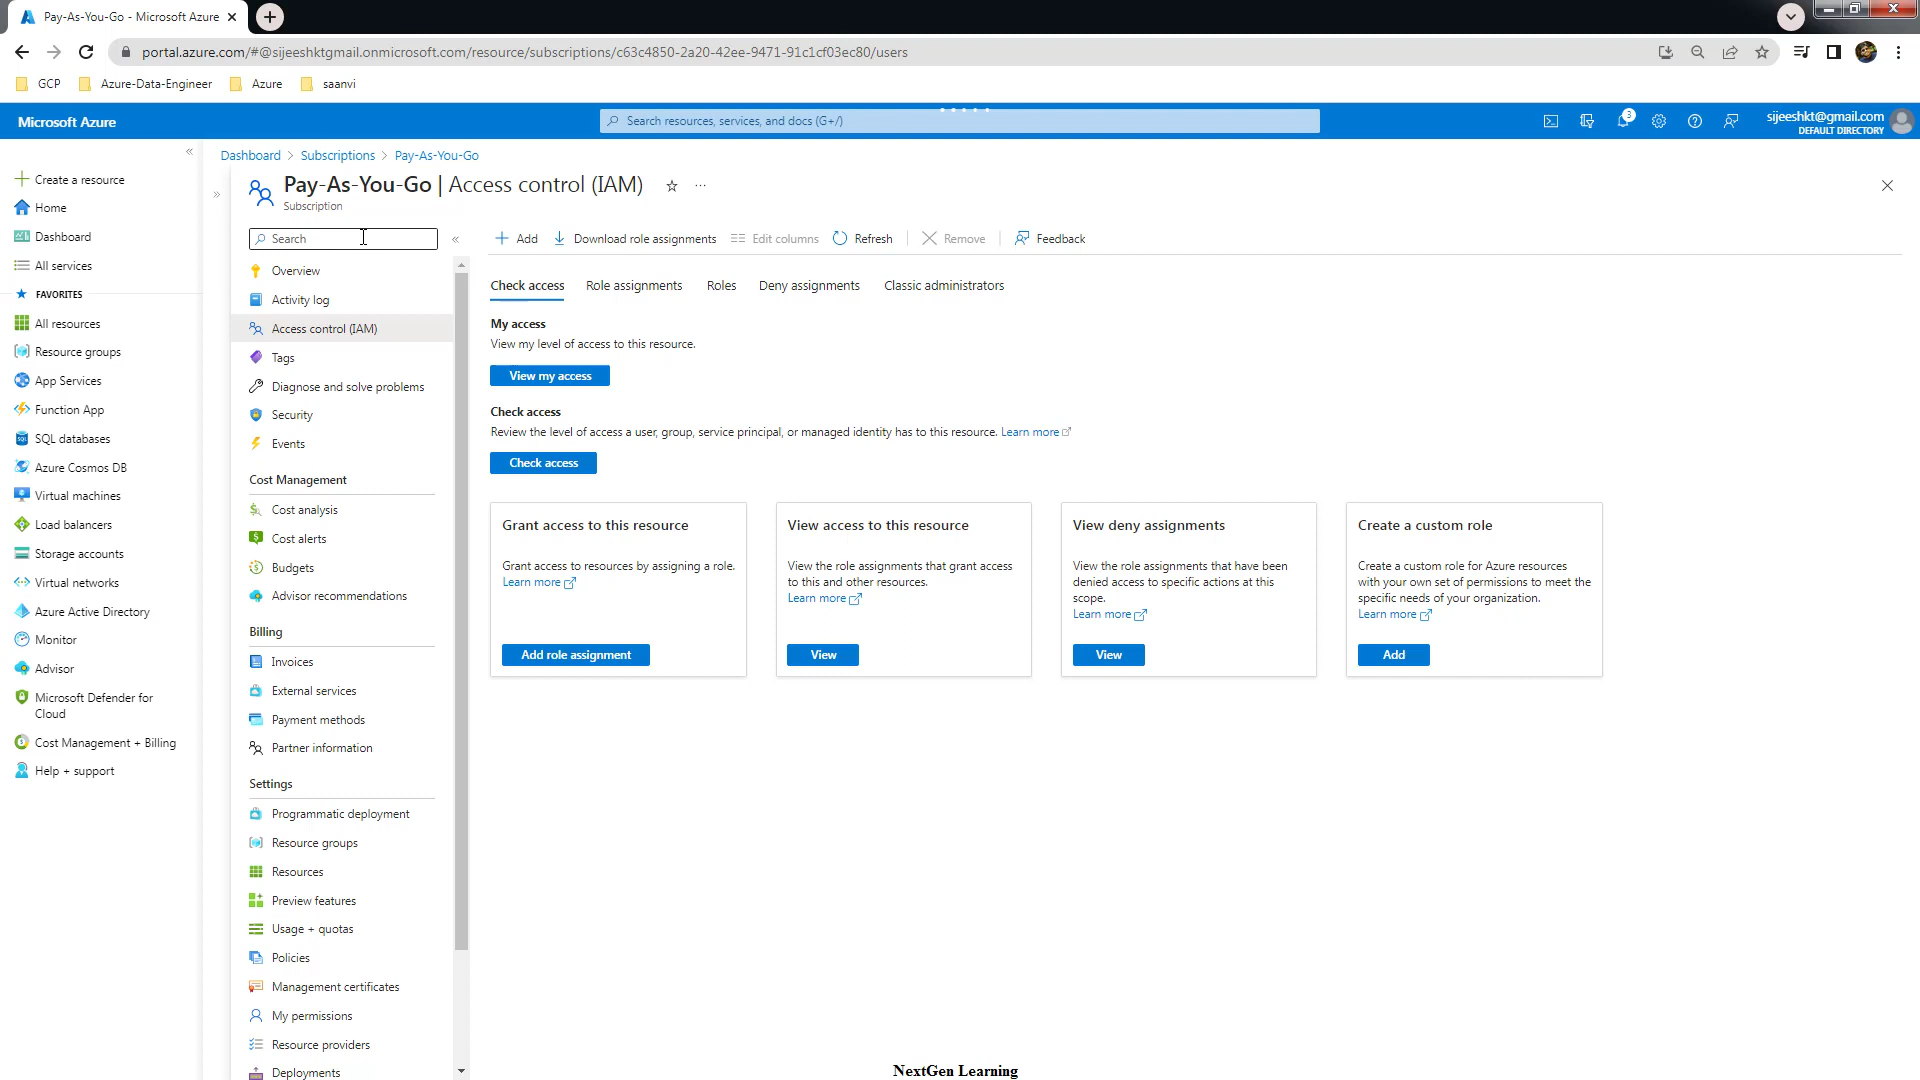 Pay-As-You-Go - Microsoft Azure
portal.azure.com/#@sijeeshktgmail.onmicrosoft.com/resource/subscriptions/c63c4850-2a20-42ee-9471-91c1cf03ec80/users
GCP Azure-Data-Engineer Azure saanvi
Microsoft Azure
Search resources, services, and docs (G+/)
3
sijeeshkt@gmail.com
DEFAULT DIRECTORY
Create a resource
Home
Dashboard
All services
FAVORITES
All resources
Resource groups
App Services
Function App
SQL databases
Azure Cosmos DB
Virtual machines
Load balancers
Storage accounts
Virtual networks
Azure Active Directory
Monitor
Advisor
Microsoft Defender for
Cloud
Cost Management + Billing
Help + support
Dashboard > Subscriptions > Pay-As-You-Go
Pay-As-You-Go | Access control (IAM)
Subscription
Search
Overview
Activity log
Access control (IAM)
Tags
Diagnose and solve problems
Security
Events
Cost Management
Cost analysis
Cost alerts
Budgets
Advisor recommendations
Billing
Invoices
External services
Payment methods
Partner information
Settings
Programmatic deployment
Resource groups
Resources
Preview features
Usage + quotas
Policies
Management certificates
My permissions
Resource providers
Deployments
Add Download role assignments Edit columns Refresh Remove Feedback
Check access Role assignments Roles Deny assignments Classic administrators
My access
View my level of access to this resource.
View my access
Check access
Review the level of access a user, group, service principal, or managed identity has to this resource. Learn more
Check access
Grant access to this resource
Grant access to resources by assigning a role.
Learn more
Add role assignment
View access to this resource
View the role assignments that grant access
to this and other resources.
Learn more
View
View deny assignments
View the role assignments that have been
denied access to specific actions at this
scope.
Learn more
View
Create a custom role
Create a custom role for Azure resources
with your own set of permissions to meet the
specific needs of your organization.
Learn more
Add
NextGen Learning